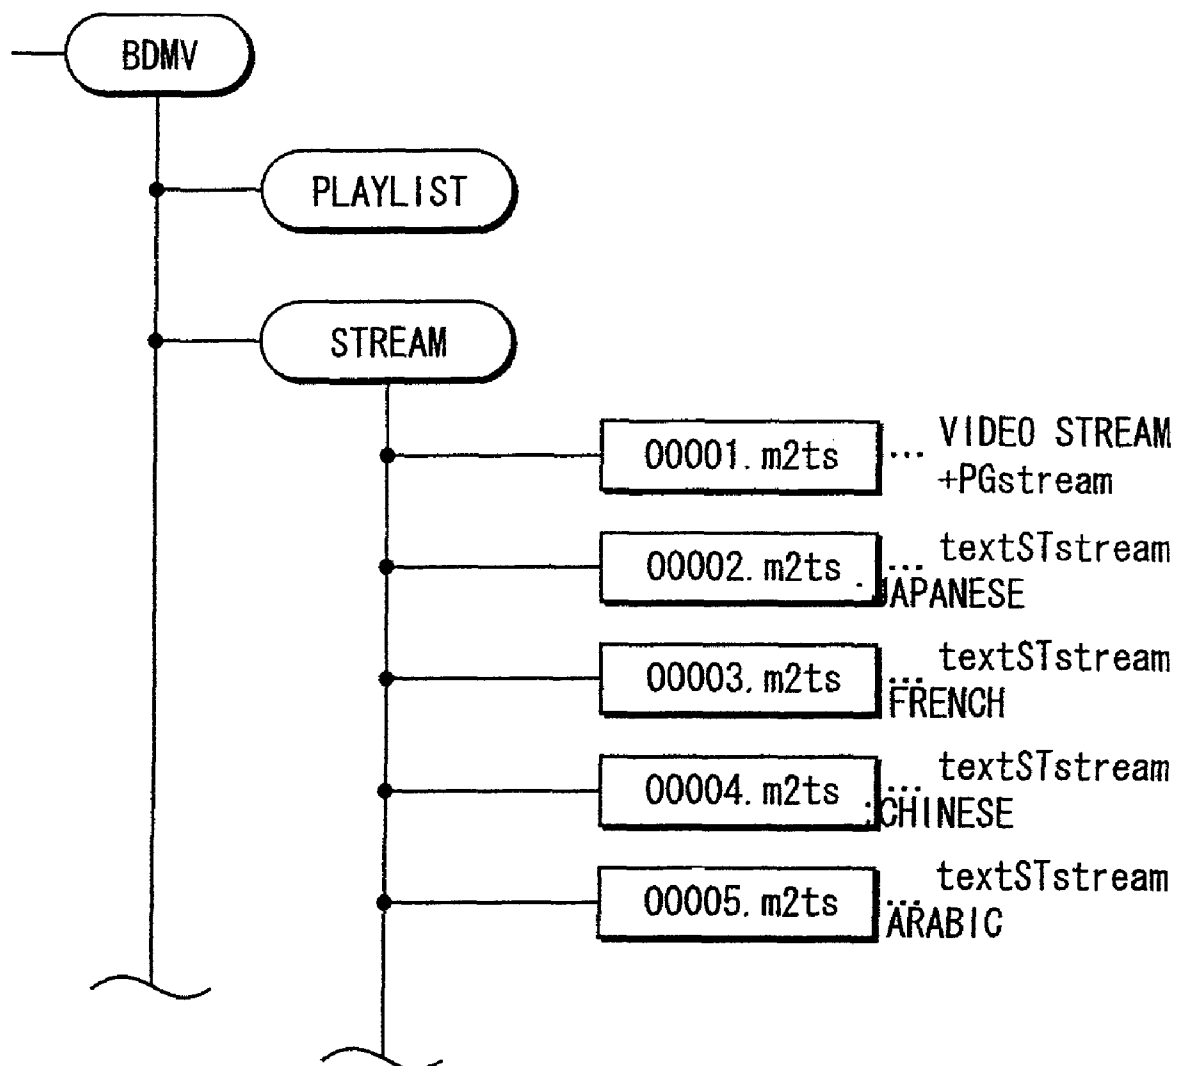 BDMV
PLAYLIST
STREAM
00001.m2ts ... VIDEO STREAM
+PGstream
00002.m2ts ... textSTstream
:JAPANESE
00003.m2ts ... textSTstream
FRENCH
00004.m2ts ... textSTstream
:CHINESE
00005.m2ts ... textSTstream
ARABIC